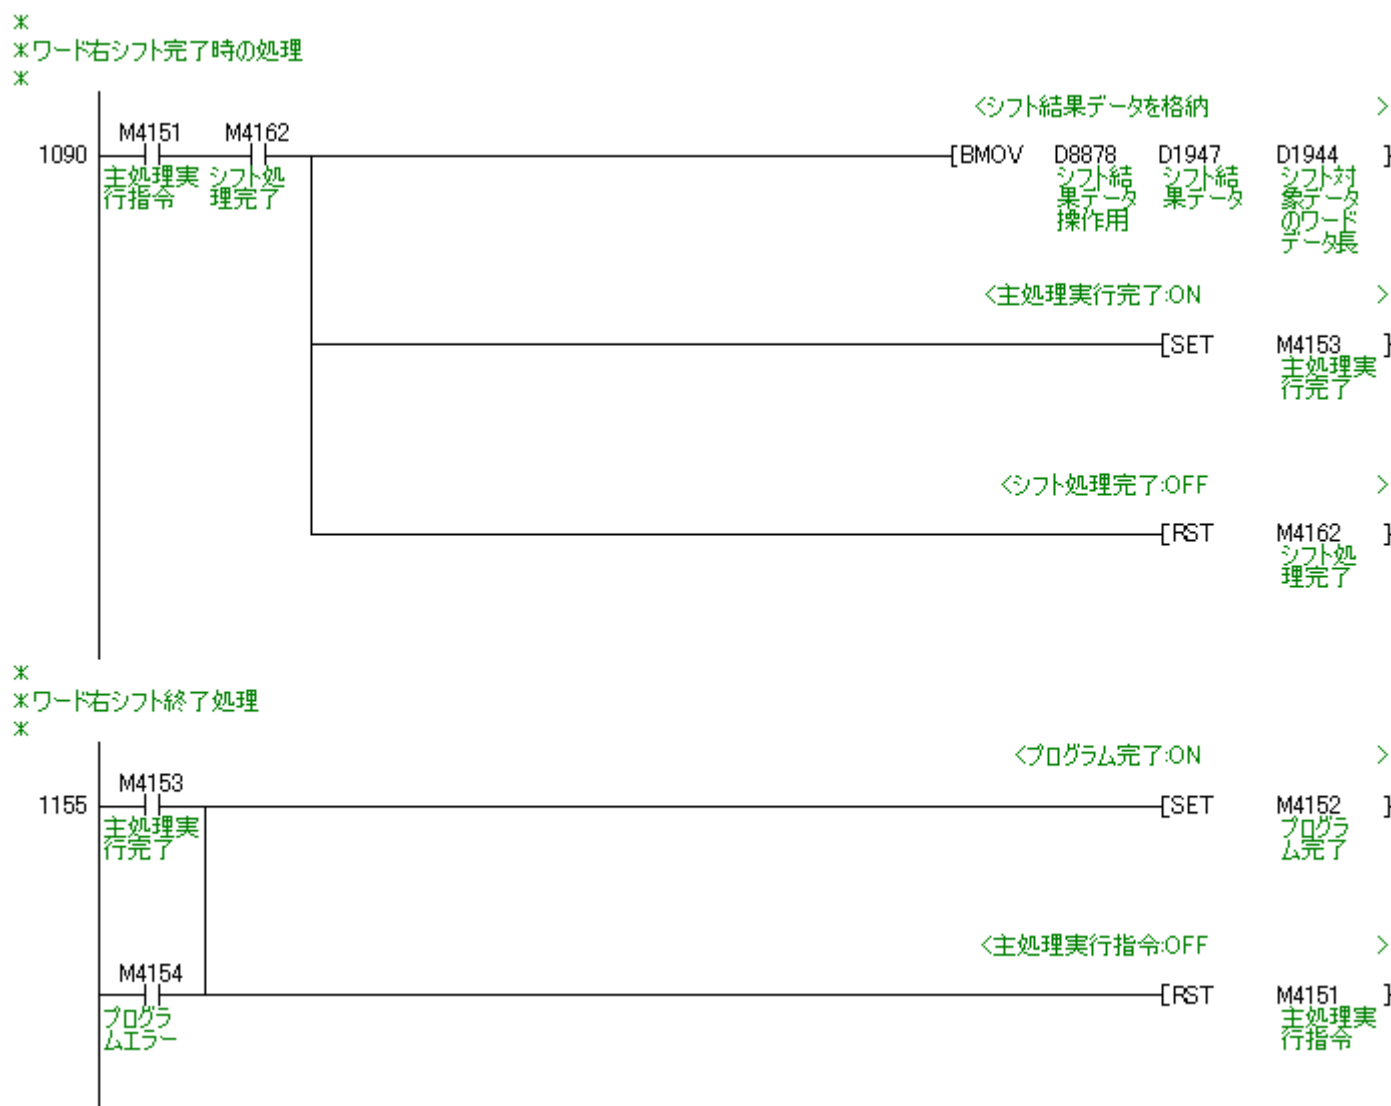 *
*ワード右シフト完了時の処理
*
<シフト結果データを格納 >
M4151 M4162
1090 [BMOV D8878 D1947 D1944 ]
主処理実 シフト処 シフト結 シフト結 シフト対
行指令 理完了 果データ 果データ 象データ
操作用 のワード
データ長
<主処理実行完了:ON >
[SET M4153 ]
主処理実
行完了
<シフト処理完了:OFF >
[RST M4162 ]
シフト処
理完了
*
*ワード右シフト終了処理
*
<プログラム完了:ON >
M4153
1155 [SET M4152 ]
主処理実 プログラ
行完了 ム完了
<主処理実行指令:OFF >
M4154
[RST M4151 ]
プログラ 主処理実
ムエラー 行指令